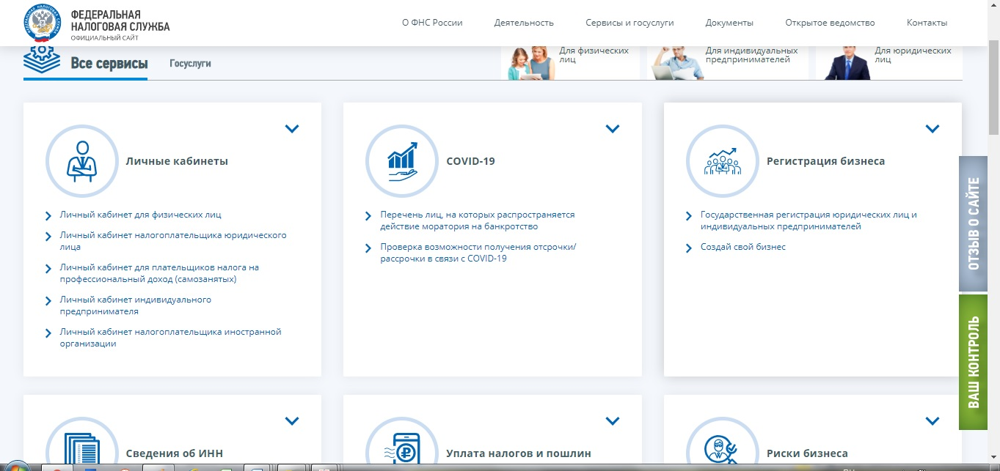 ФЕДЕРАЛЬНАЯ
НАЛОГОВАЯ СЛУЖБА
ОФИЦИАЛЬНЫЙ САЙТ
О ФНС России
Деятельность
Сервисы и госуслуги
Документы
Открытое ведомство
Контакты
Все сервисы
Госуслуги
Для физических
лиц
Для индивидуальных
предпринимателей
Для юридических
лиц
Личные кабинеты
Личный кабинет для физических лиц
Личный кабинет налогоплательщика юридического
лица
Личный кабинет для плательщиков налога на
профессиональный доход (самозанятых)
Личный кабинет индивидуального
предпринимателя
Личный кабинет налогоплательщика иностранной
организации
COVID-19
Перечень лиц, на которых распространяется
действие моратория на банкротство
Проверка возможности получения отсрочки/
рассрочки в связи с COVID-19
Регистрация бизнеса
Государственная регистрация юридических лиц и
индивидуальных предпринимателей
Создай свой бизнес
ОТЗЫВ О САЙТЕ
ВАШ КОНТРОЛЬ
Сведения об ИНН
Уплата налогов и пошлин
Риски бизнеса